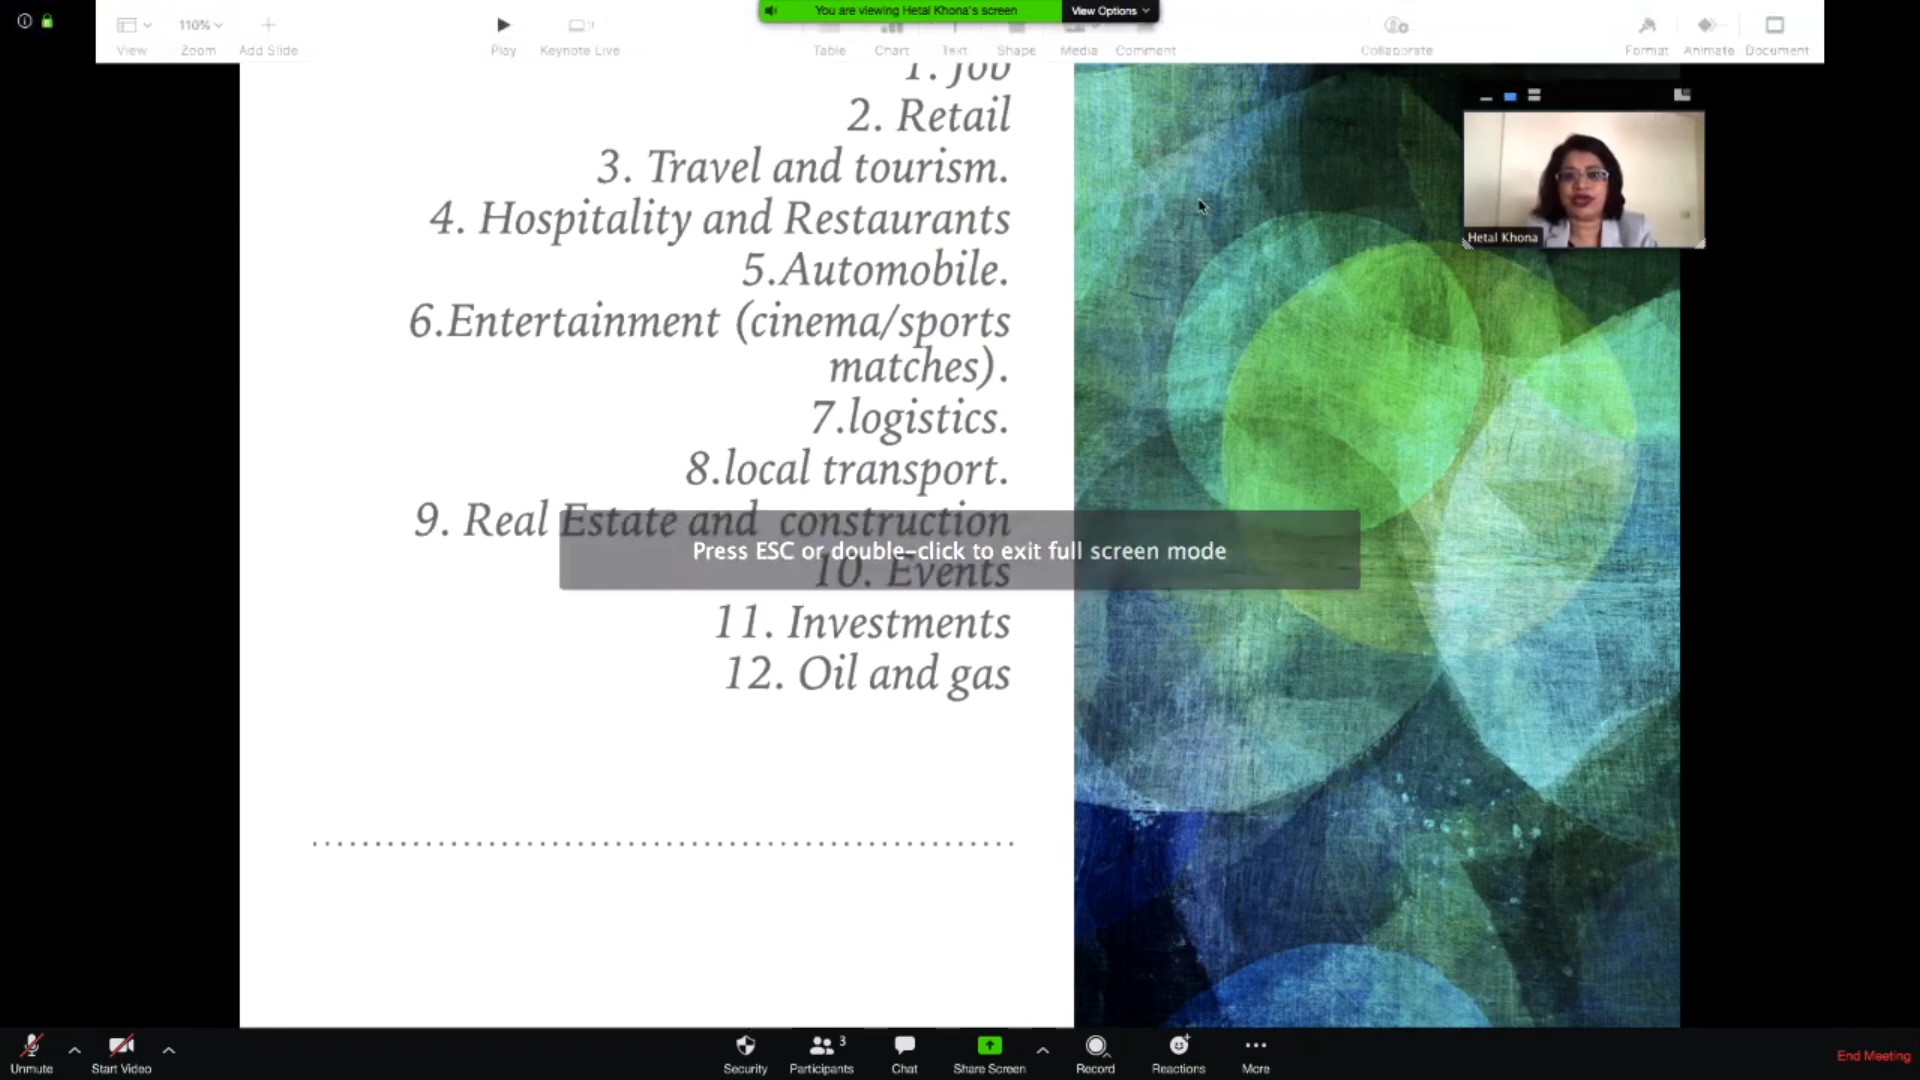 You are viewing Hetal Khona's screen
View Options
110%
View
Zoom
Add Slide
Play
Keynote Live
Table
Chart
Text
Shape
Media
Comment
Collaborate
Format
Animate
Document
1. Job
2. Retail
3. Travel and tourism.
4. Hospitality and Restaurants
5.Automobile.
6.Entertainment (cinema/sports
matches).
7.logistics.
8.local transport.
9. Real Estate and construction
Press ESC or double-click to exit full screen mode
10. Events
11. Investments
12. Oil and gas
Hetal Khona
Unmute
Start Video
Security
Participants
3
Chat
Share Screen
Record
Reactions
More
End Meeting